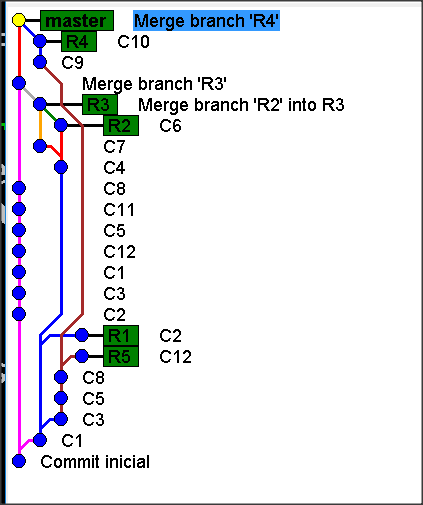 master Merge branch 'R4'
R4 C10
C9
Merge branch 'R3'
R3 Merge branch 'R2' into R3
R2 C6
C7
C4
C8
C11
C5
C12
C1
C3
C2
R1 C2
R5 C12
C8
C5
C3
C1
Commit inicial